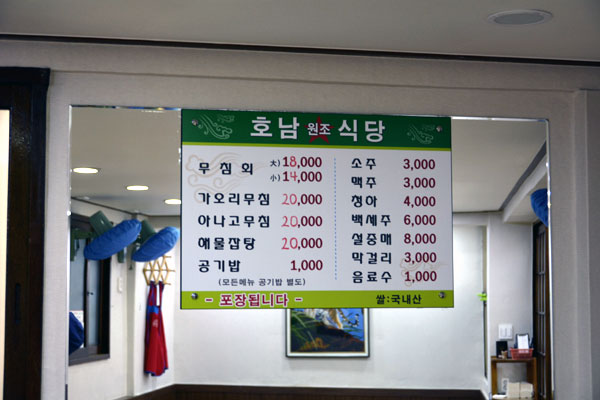 호남 원조 식당
무침 회 大) 18,000
小) 14,000
가오리무침 20,000
아나고무침 20,000
해물잡탕 20,000
공기밥 1,000
(모든메뉴 공기밥 별도)
소주 3,000
맥주 3,000
청하 4,000
백세주 6,000
설중매 8,000
막걸리 3,000
음료수 1,000
- 포장됩니다 -
쌀:국내산